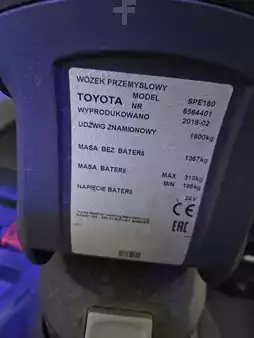 WÓZEK PRZEMYSŁOWY
TOYOTA MODEL SPE160
NR 6564401
WYPRODUKOWANO 2018-02
UDŹWIG ZNAMIONOWY 1600kg
MASA BEZ BATERII 1367kg
MASA BATERII MAX 310kg
MIN 195kg
NAPIĘCIE BATERII 24V
CE
EAC